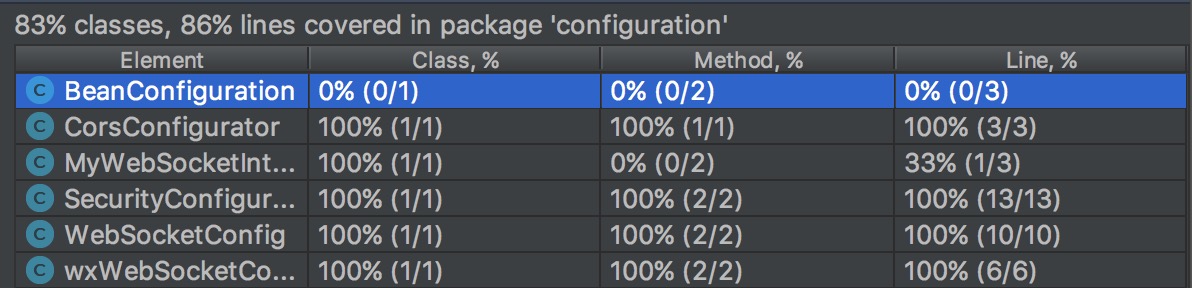 83% classes, 86% lines covered in package 'configuration'
Element Class, % Method, % Line, %
C BeanConfiguration 0% (0/1) 0% (0/2) 0% (0/3)
C CorsConfigurator 100% (1/1) 100% (1/1) 100% (3/3)
C MyWebSocketInt... 100% (1/1) 0% (0/2) 33% (1/3)
C SecurityConfigur... 100% (1/1) 100% (2/2) 100% (13/13)
C WebSocketConfig 100% (1/1) 100% (2/2) 100% (10/10)
C wxWebSocketCo... 100% (1/1) 100% (2/2) 100% (6/6)